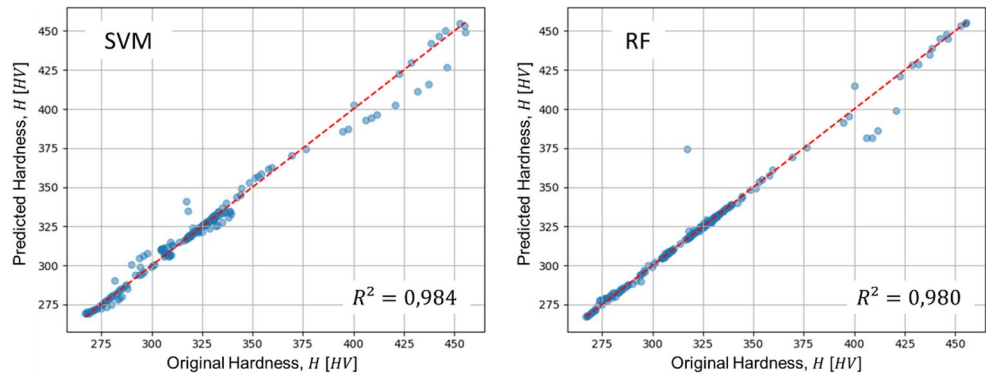 SVM
450
425
400
375
350
325
300
275
Predicted Hardness, H [HV]
R² = 0,984
275 300 325 350 375 400 425 450
Original Hardness, H [HV]
RF
450
425
400
375
350
325
300
275
Predicted Hardness, H [HV]
R² = 0,980
275 300 325 350 375 400 425 450
Original Hardness, H [HV]